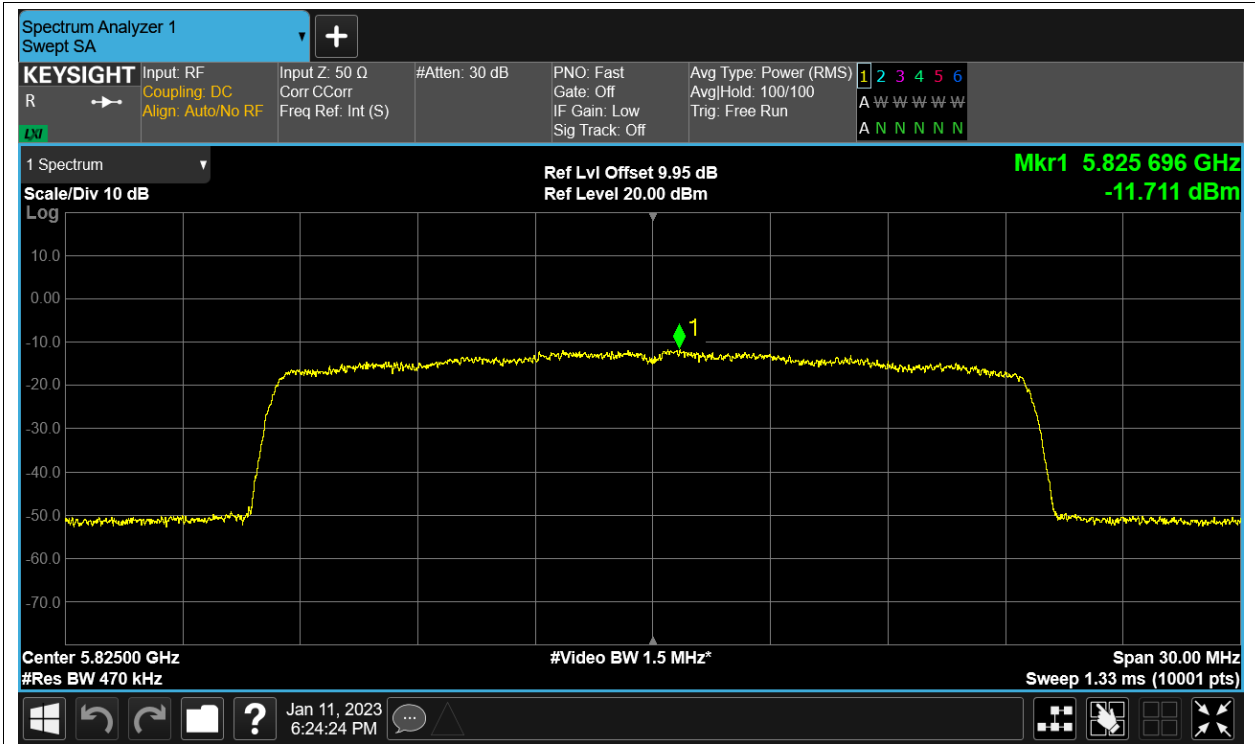 Spectrum Analyzer 1
Swept SA
+
KEYSIGHT
R
LXI
Input: RF
Coupling: DC
Align: Auto/No RF
Input Z: 50 Ω
Corr CCorr
Freq Ref: Int (S)
#Atten: 30 dB
PNO: Fast
Gate: Off
IF Gain: Low
Sig Track: Off
Avg Type: Power (RMS)
Avg|Hold: 100/100
Trig: Free Run
1 2 3 4 5 6
A W W W W W
A N N N N N
1 Spectrum
Scale/Div 10 dB
Log
Ref Lvl Offset 9.95 dB
Ref Level 20.00 dBm
Mkr1 5.825 696 GHz
-11.711 dBm
10.0
0.00
-10.0
-20.0
-30.0
-40.0
-50.0
-60.0
-70.0
1
Center 5.82500 GHz
#Res BW 470 kHz
#Video BW 1.5 MHz*
Span 30.00 MHz
Sweep 1.33 ms (10001 pts)
?
Jan 11, 2023
6:24:24 PM